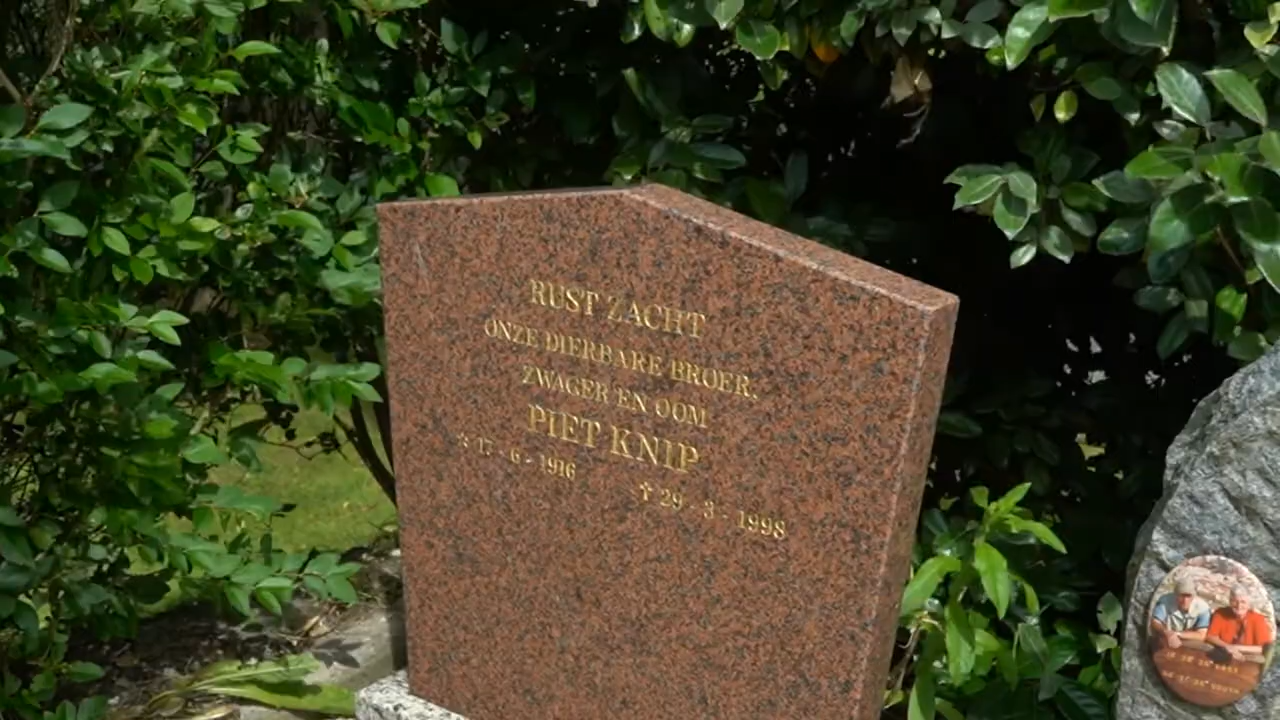 RUST ZACHT
ONZE DIERBARE BROER,
ZWAGER EN OOM
PIET KNIP
* 17 - 6 - 1916
✝ 29 - 3 - 1998